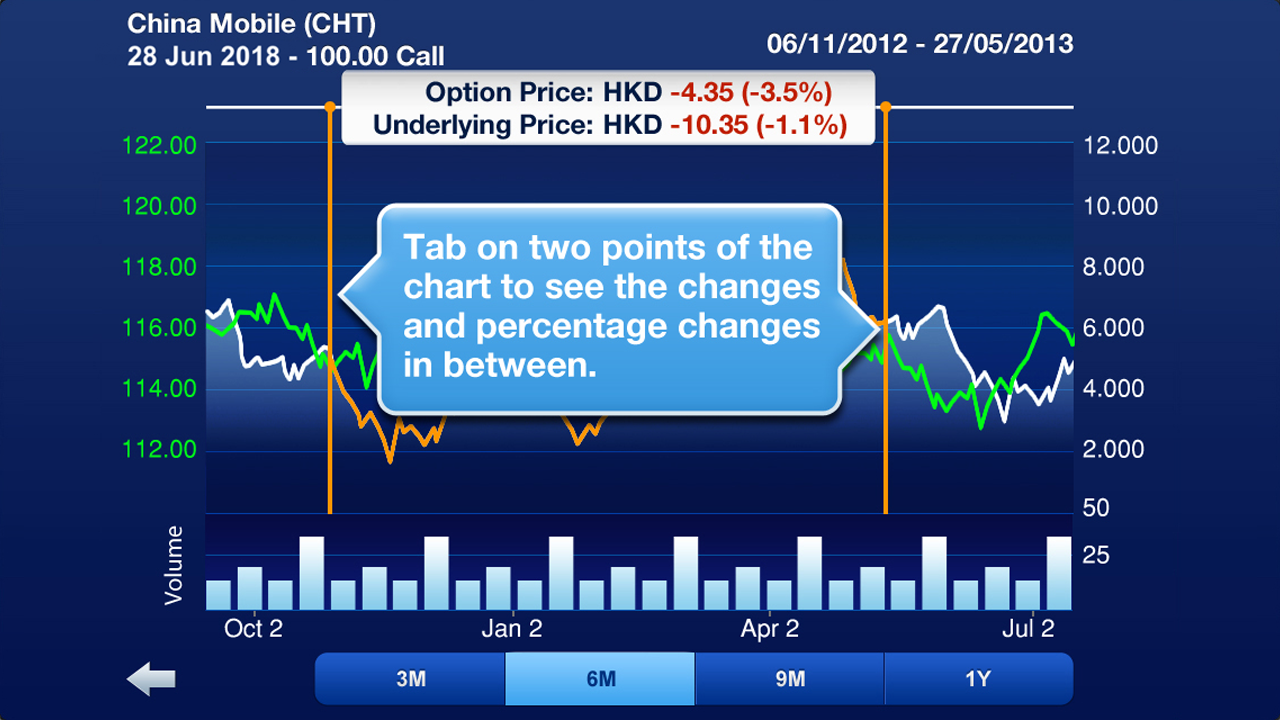 China Mobile (CHT)
28 Jun 2018 - 100.00 Call
06/11/2012 - 27/05/2013
Option Price: HKD -4.35 (-3.5%)
Underlying Price: HKD -10.35 (-1.1%)
122.00
12.000
120.00
10.000
118.00
8.000
116.00
6.000
114.00
4.000
112.00
2.000
Tab on two points of the
chart to see the changes
and percentage changes
in between.
50
25
Volume
Oct 2
Jan 2
Apr 2
Jul 2
3M
6M
9M
1Y